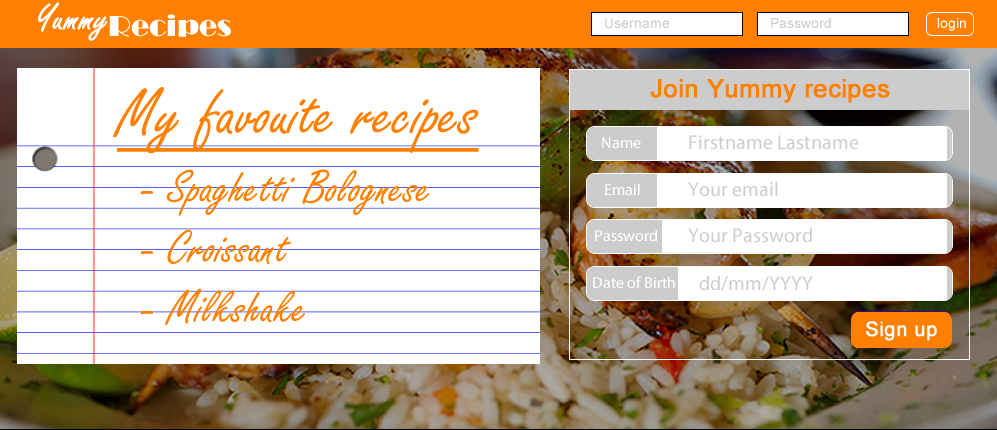 Yummy Recipes
Username
Password
login
My favouite recipes
- Spaghetti Bolognese
- Croissant
- Milkshake
Join Yummy recipes
Name Firstname Lastname
Email Your email
Password Your Password
Date of Birth dd/mm/YYYY
Sign up